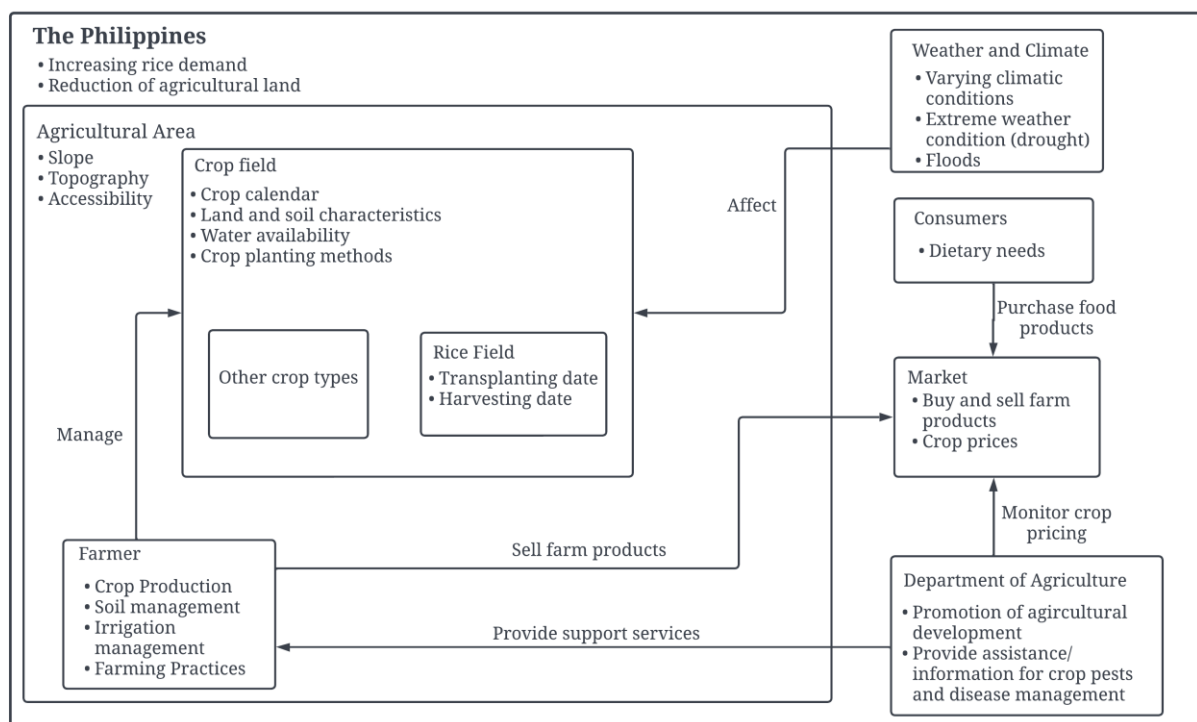 The Philippines
• Increasing rice demand
• Reduction of agricultural land
Agricultural Area
• Slope
• Topography
• Accessibility
Crop field
• Crop calendar
• Land and soil characteristics
• Water availability
• Crop planting methods
Other crop types
Rice Field
• Transplanting date
• Harvesting date
Manage
Farmer
• Crop Production
• Soil management
• Irrigation
management
• Farming Practices
Affect
Weather and Climate
• Varying climatic
conditions
• Extreme weather
condition (drought)
• Floods
Consumers
• Dietary needs
Purchase food
products
Market
• Buy and sell farm
products
• Crop prices
Sell farm products
Monitor crop
pricing
Provide support services
Department of Agriculture
• Promotion of agircultural
development
• Provide assistance/
information for crop pests
and disease management